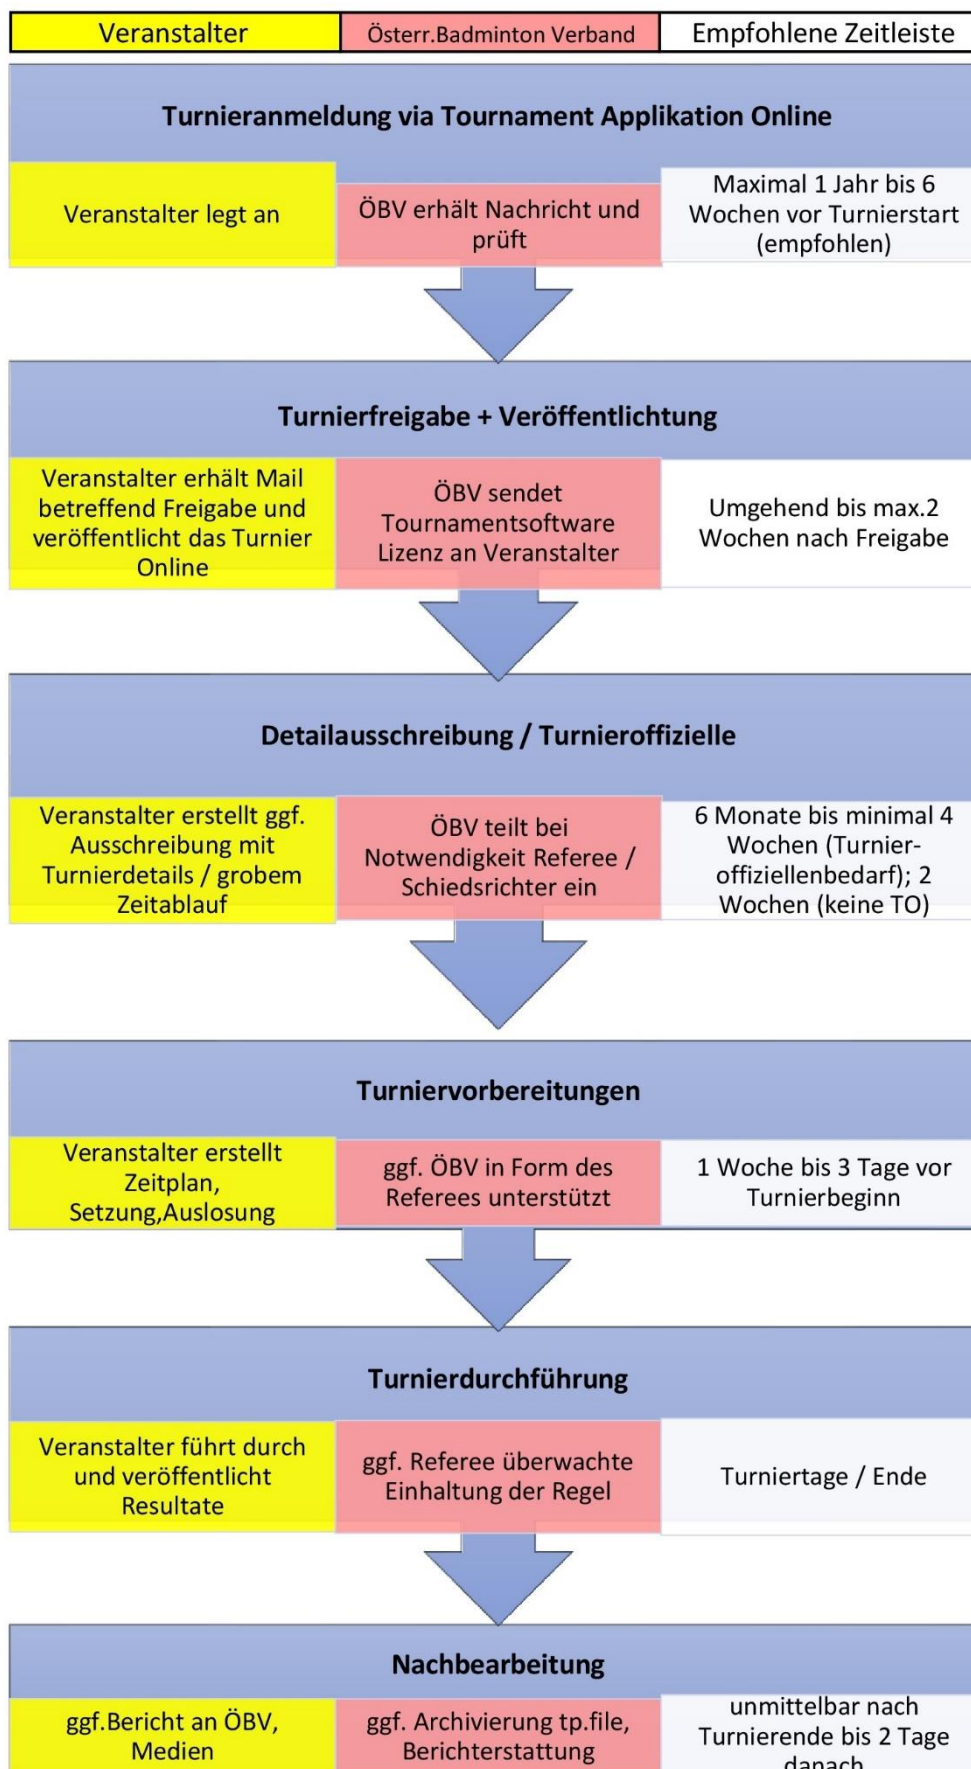 Veranstalter
Österr.Badminton Verband
Empfohlene Zeitleiste
Turnieranmeldung via Tournament Applikation Online
Veranstalter legt an
ÖBV erhält Nachricht und
prüft
Maximal 1 Jahr bis 6
Wochen vor Turnierstart
(empfohlen)
Turnierfreigabe + Veröffentlichtung
Veranstalter erhält Mail
betreffend Freigabe und
veröffentlicht das Turnier
Online
ÖBV sendet
Tournamentsoftware
Lizenz an Veranstalter
Umgehend bis max.2
Wochen nach Freigabe
Detailausschreibung / Turnieroffizielle
Veranstalter erstellt ggf.
Ausschreibung mit
Turnierdetails / grobem
Zeitablauf
ÖBV teilt bei
Notwendigkeit Referee /
Schiedsrichter ein
6 Monate bis minimal 4
Wochen (Turnier-
offiziellenbedarf); 2
Wochen (keine TO)
Turniervorbereitungen
Veranstalter erstellt
Zeitplan,
Setzung,Auslosung
ggf. ÖBV in Form des
Referees unterstützt
1 Woche bis 3 Tage vor
Turnierbeginn
Turnierdurchführung
Veranstalter führt durch
und veröffentlicht
Resultate
ggf. Referee überwachte
Einhaltung der Regel
Turniertage / Ende
Nachbearbeitung
ggf.Bericht an ÖBV,
Medien
ggf. Archivierung tp.file,
Berichterstattung
unmittelbar nach
Turnierende bis 2 Tage
danach